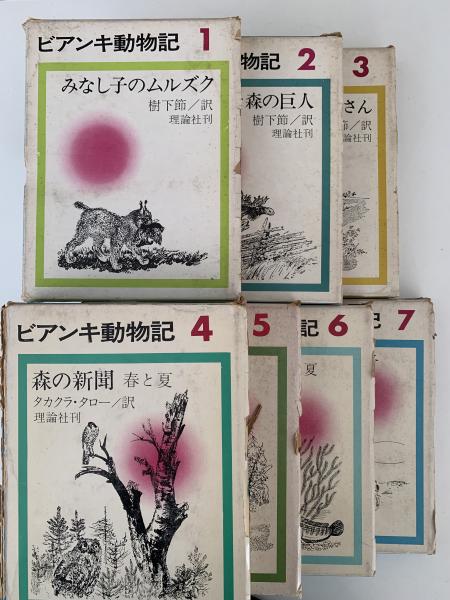 ビアンキ動物記 1
みなし子のムルズク
樹下節/訳
理論社刊
物記 2
森の巨人
樹下節/訳
理論社刊
3
さん
節/訳
理論社刊
ビアンキ動物記 4
森の新聞 春と夏
タカクラ・タロー/訳
理論社刊
5
記 6
夏
記 7